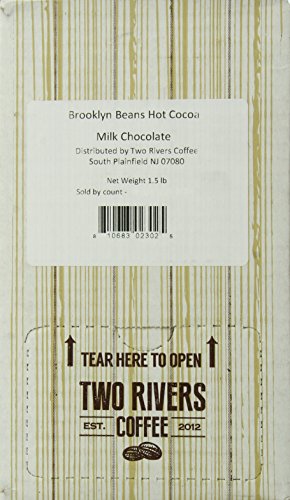 Brooklyn Beans Hot Cocoa
Milk Chocolate
Distributed by Two Rivers Coffee
South Plainfield NJ 07080
Net Weight 1.5 lb
Sold by count -
8 10683 02302 6
TEAR HERE TO OPEN
TWO RIVERS
EST. COFFEE 2012